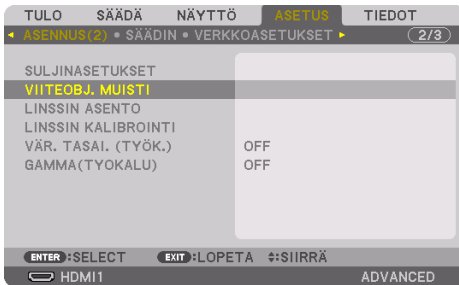 TULO SÄÄDÄ NÄYTTÖ ASETUS TIEDOT
ASENNUS(2) • SÄÄDIN • VERKKOASETUKSET 2/3
SULJINASETUKSET
VIITEOBJ. MUISTI
LINSSIN ASENTO
LINSSIN KALIBROINTI
VÄR. TASAI. (TYÖK.) OFF
GAMMA(TYOKALU) OFF
ENTER :SELECT EXIT :LOPETA :SIIRRÄ
HDMI1 ADVANCED